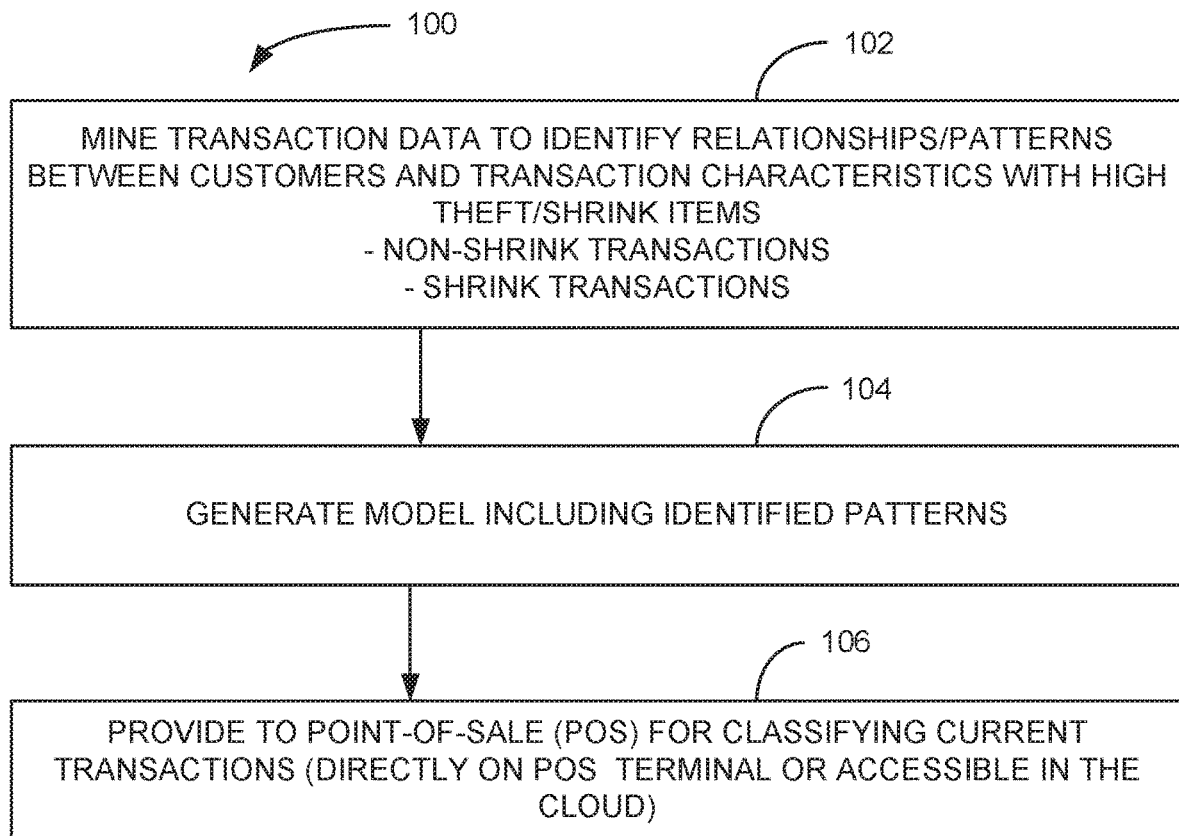 100
102
MINE TRANSACTION DATA TO IDENTIFY RELATIONSHIPS/PATTERNS
BETWEEN CUSTOMERS AND TRANSACTION CHARACTERISTICS WITH HIGH
THEFT/SHRINK ITEMS
- NON-SHRINK TRANSACTIONS
- SHRINK TRANSACTIONS
104
GENERATE MODEL INCLUDING IDENTIFIED PATTERNS
106
PROVIDE TO POINT-OF-SALE (POS) FOR CLASSIFYING CURRENT
TRANSACTIONS (DIRECTLY ON POS TERMINAL OR ACCESSIBLE IN THE
CLOUD)